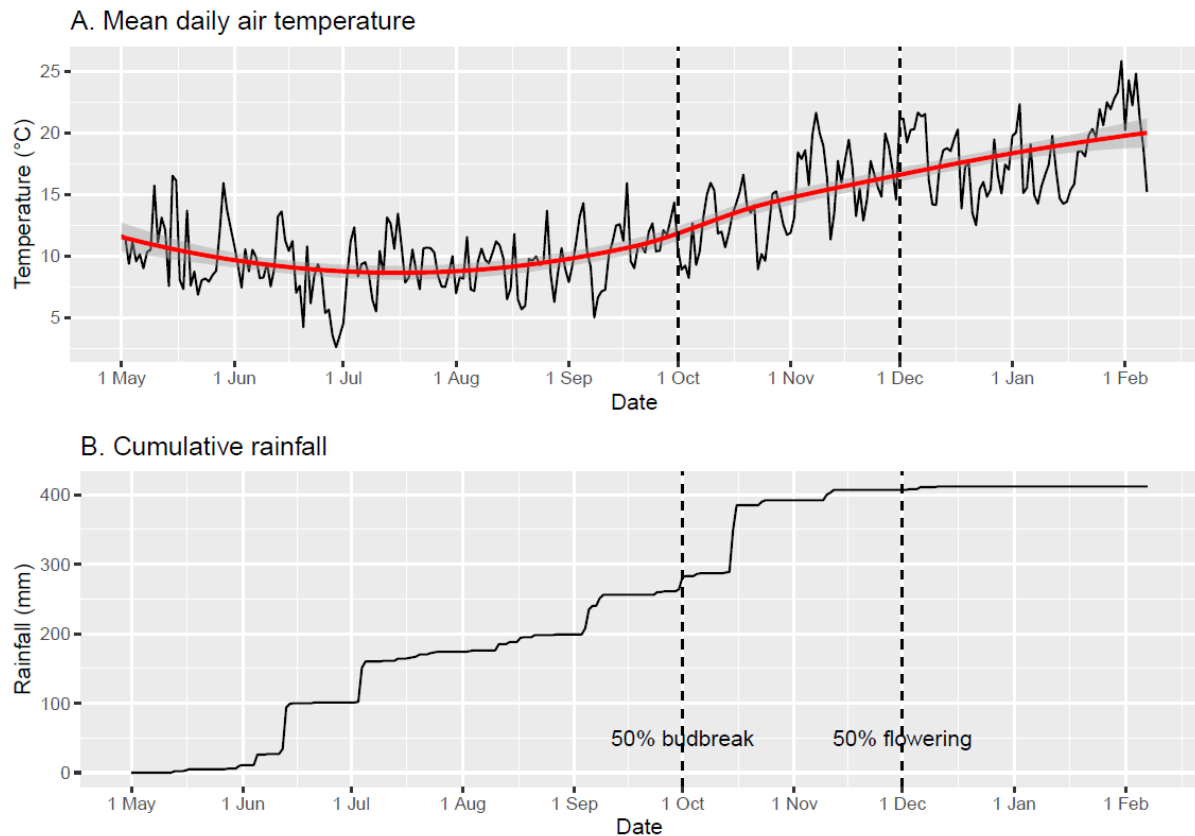 A. Mean daily air temperature
Temperature (°C)
25
20
15
10
5
1 May 1 Jun 1 Jul 1 Aug 1 Sep 1 Oct 1 Nov 1 Dec 1 Jan 1 Feb
Date
B. Cumulative rainfall
Rainfall (mm)
400
300
200
100
0
50% budbreak 50% flowering
1 May 1 Jun 1 Jul 1 Aug 1 Sep 1 Oct 1 Nov 1 Dec 1 Jan 1 Feb
Date